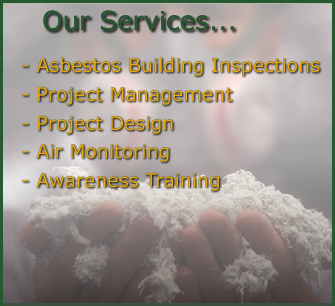 Our Services...
- Asbestos Building Inspections
- Project Management
- Project Design
- Air Monitoring
- Awareness Training